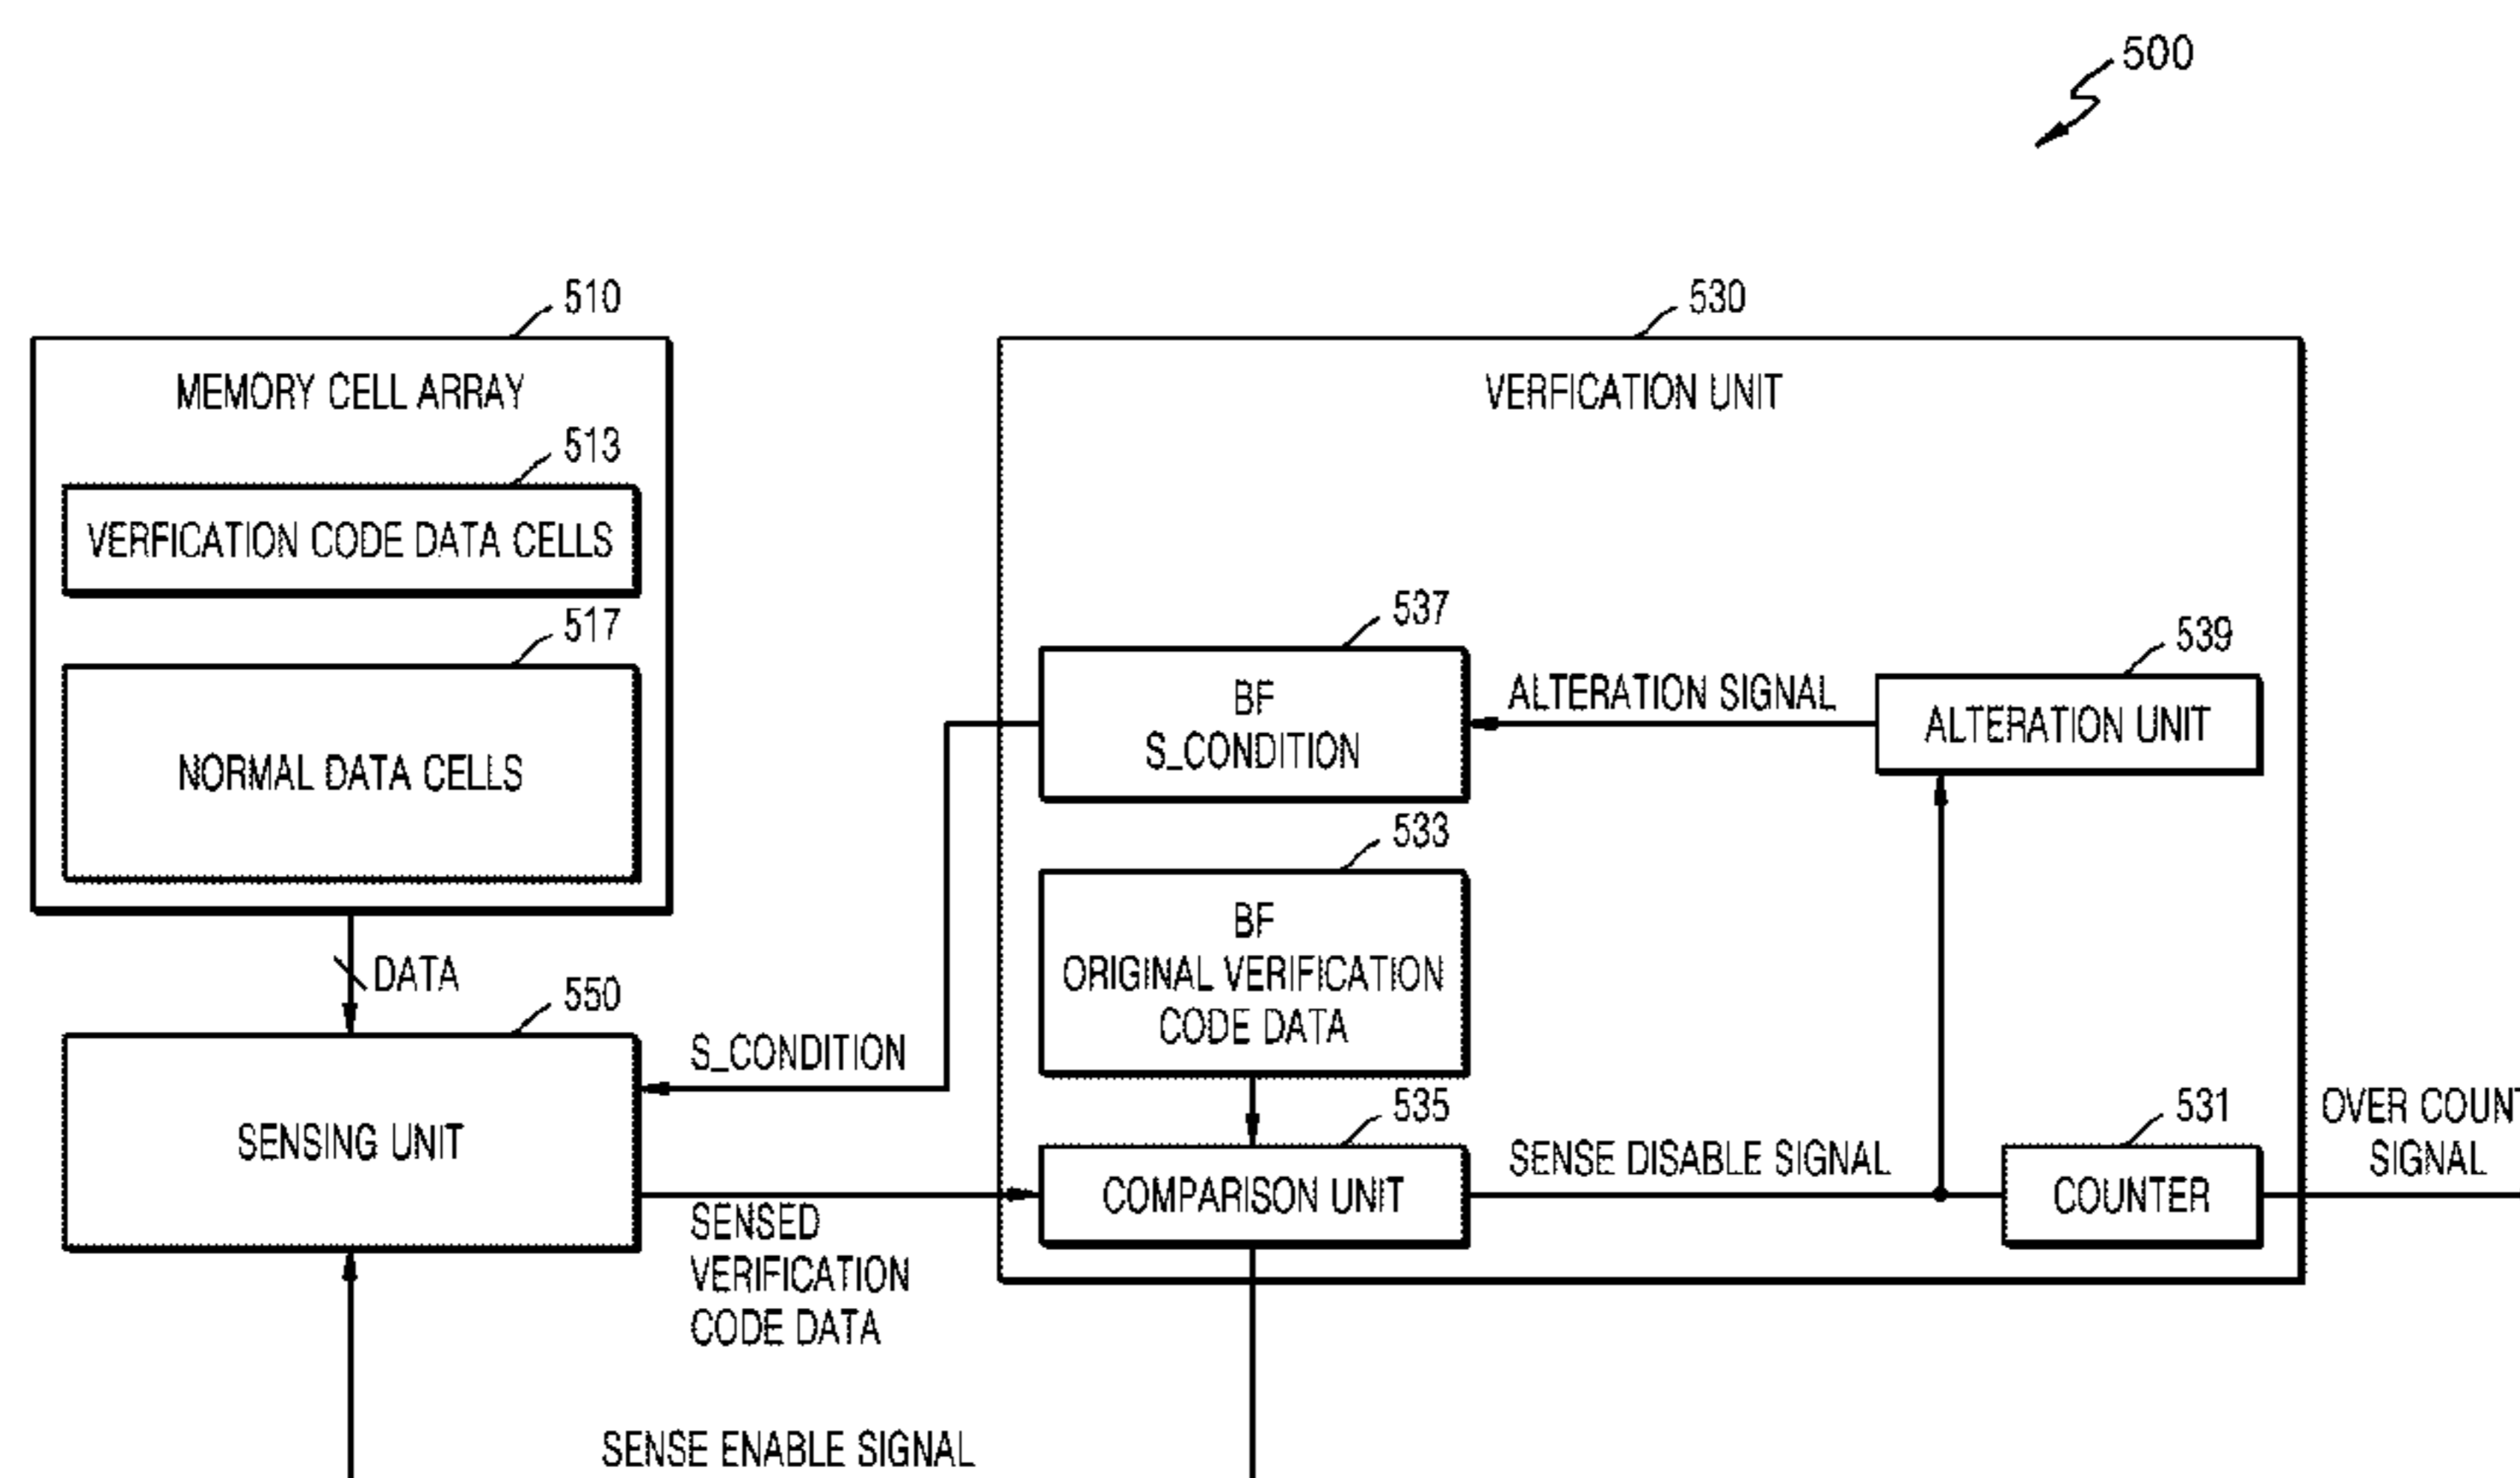 500
510
530
MEMORY CELL ARRAY
VERFICATION UNIT
513
VERFICATION CODE DATA CELLS
517
537
539
NORMAL DATA CELLS
BF
S_CONDITION
ALTERATION SIGNAL
ALTERATION UNIT
533
BF
ORIGINAL VERIFICATION
CODE DATA
DATA
550
S_CONDITION
SENSING UNIT
535
531
OVER COUNT
SIGNAL
COMPARISON UNIT
SENSE DISABLE SIGNAL
COUNTER
SENSED
VERIFICATION
CODE DATA
SENSE ENABLE SIGNAL